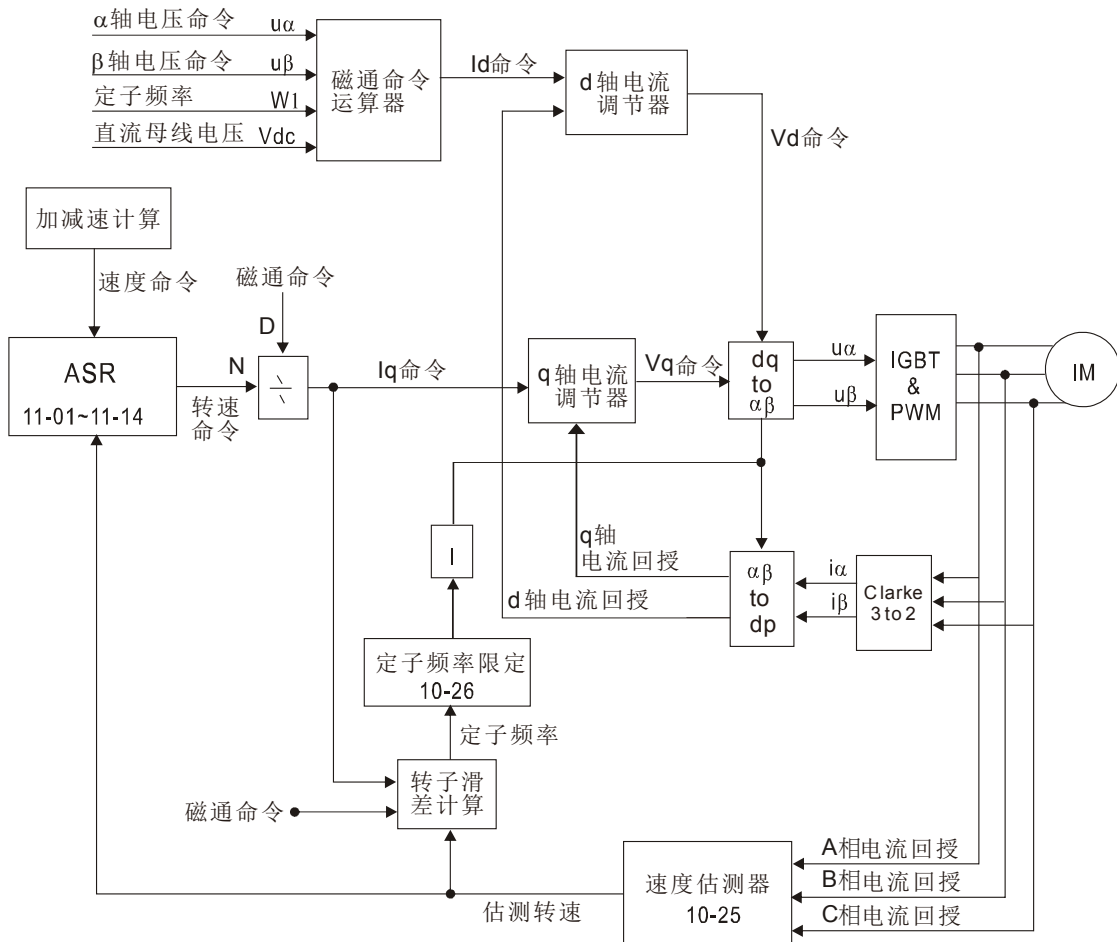 α轴电压命令 uα
β轴电压命令 uβ
定子频率 W1
直流母线电压 Vdc
磁通命令
运算器
Id命令
d轴电流
调节器
Vd命令
加减速计算
速度命令
磁通命令
D
ASR
11-01~11-14
N
转速
命令
Iq命令
q轴电流
调节器
Vq命令
dq
to
αβ
uα
uβ
IGBT
&
PWM
IM
I
q轴
电流回授
d轴电流回授
αβ
to
dp
iα
iβ
Clarke
3 to 2
定子频率限定
10-26
定子频率
转子滑
差计算
磁通命令
估测转速
速度估测器
10-25
A相电流回授
B相电流回授
C相电流回授